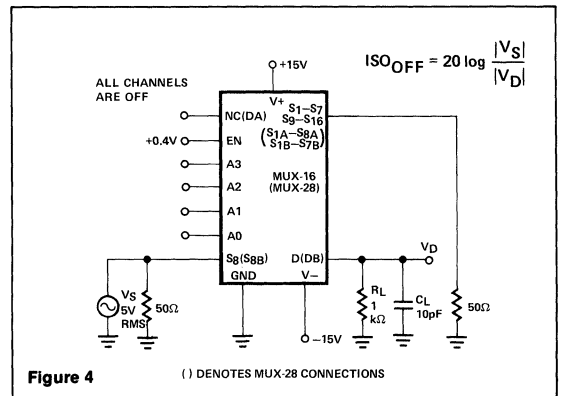 +15V
ISO_OFF = 20 log |V_S| / |V_D|
ALL CHANNELS
ARE OFF
V+
NC(DA)
S1–S7
S9–S16
+0.4V
EN
(S1A–S8A)
(S1B–S7B)
A3
MUX-16
(MUX-28)
A2
A1
A0
V_D
S8(S8B)
D(DB)
GND
V−
V_S
5V
RMS
50Ω
R_L
1
kΩ
C_L
10pF
50Ω
−15V
Figure 4
( ) DENOTES MUX-28 CONNECTIONS